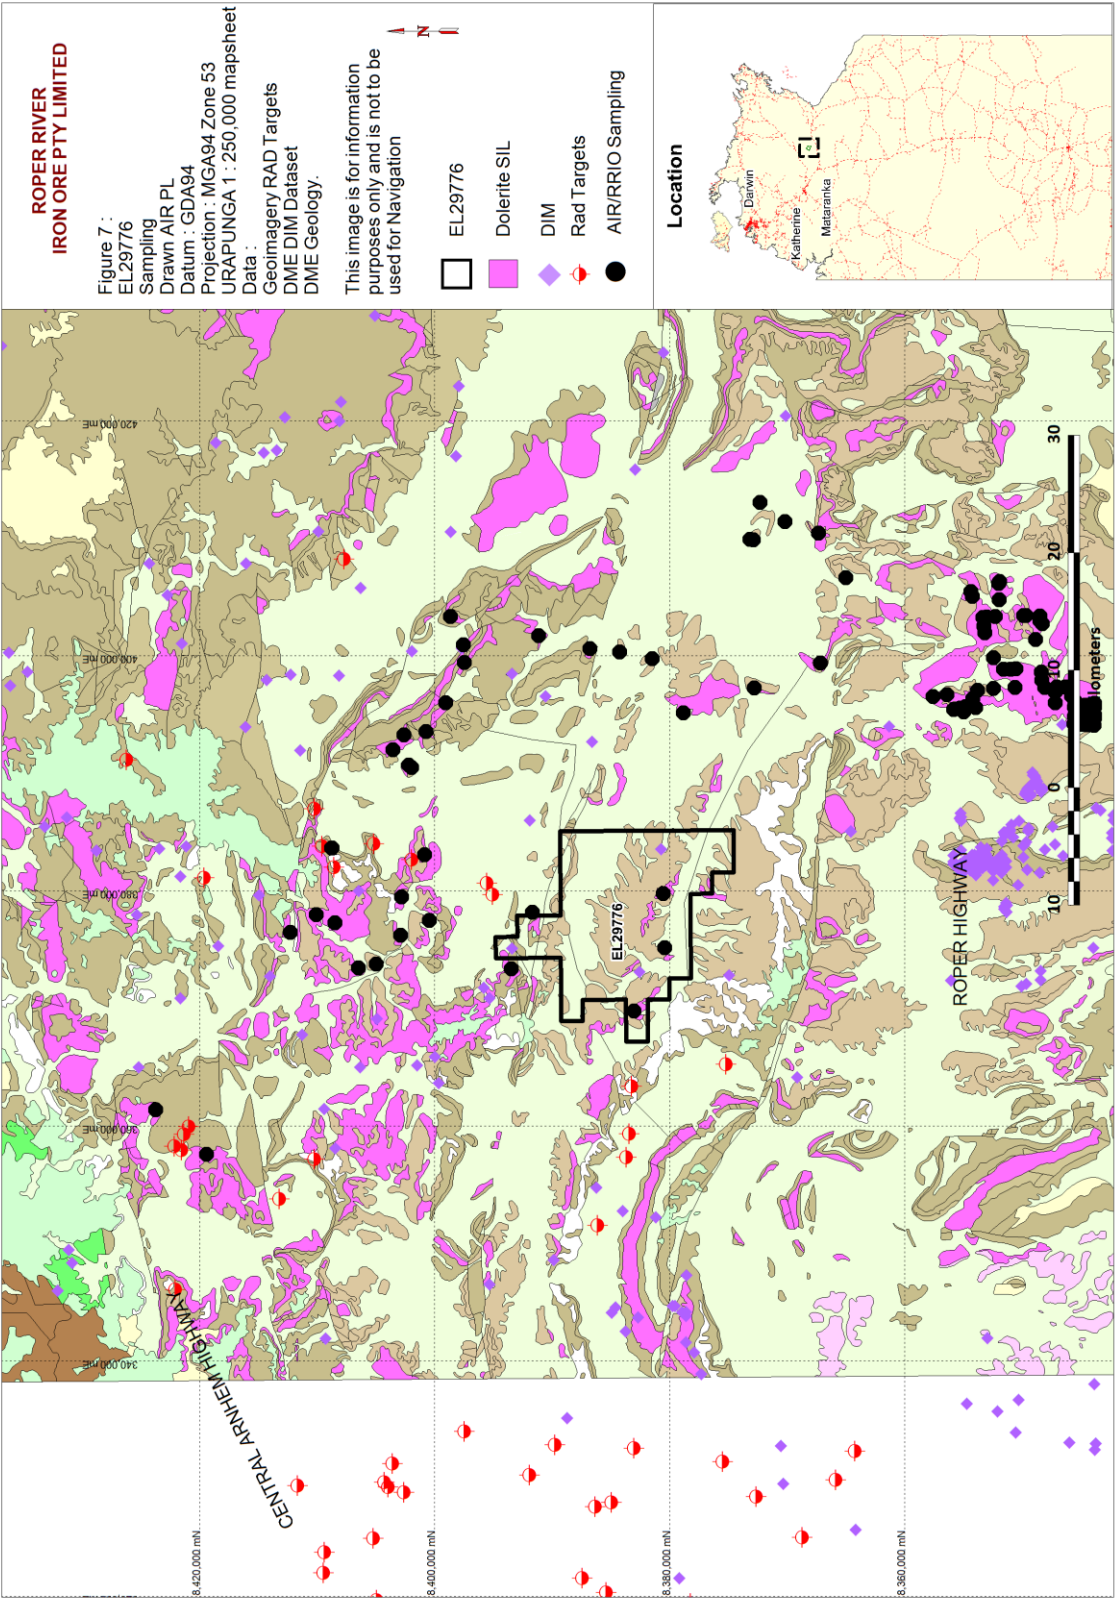 ROPER RIVER
IRON ORE PTY LIMITED
Figure 7 :
EL29776
Sampling
Drawn AIR PL
Datum : GDA94
Projection : MGA94 Zone 53
URAPUNGA 1 : 250,000 mapsheet
Data :
Geoimagery RAD Targets
DME DIM Dataset
DME Geology.
This image is for information
purposes only and is not to be
used for Navigation
N
EL29776
Dolerite SIL
DIM
Rad Targets
AIR/RRIO Sampling
Location
Darwin
Katherine
Mataranka
340,000 mE
360,000 mE
380,000 mE
400,000 mE
420,000 mE
8,420,000 mN
8,400,000 mN
8,380,000 mN
8,360,000 mN
CENTRAL ARNHEM HIGHWAY
EL29776
ROPER HIGHWAY
10
0
10
20
30
lometers